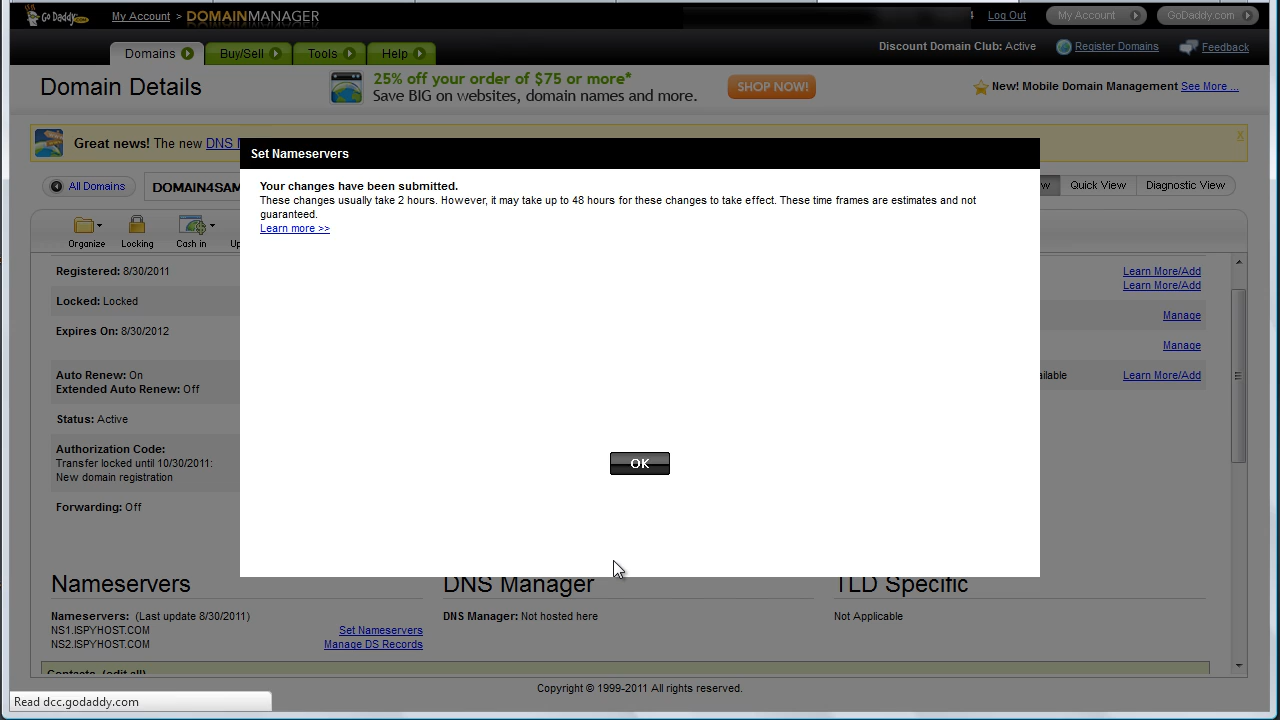 Go Daddy.com My Account > DOMAINMANAGER Log Out My Account GoDaddy.com
Domains Buy/Sell Tools Help Discount Domain Club: Active Register Domains Feedback
Domain Details
25% off your order of $75 or more*
Save BIG on websites, domain names and more.
SHOP NOW!
New! Mobile Domain Management See More ...
Great news! The new DNS
x
All Domains DOMAIN4SAM Quick View Diagnostic View
Organize Locking Cash in
Set Nameservers
Your changes have been submitted.
These changes usually take 2 hours. However, it may take up to 48 hours for these changes to take effect. These time frames are estimates and not
guaranteed.
Learn more >>
OK
Registered: 8/30/2011
Locked: Locked
Expires On: 8/30/2012
Auto Renew: On
Extended Auto Renew: Off
Status: Active
Authorization Code:
Transfer locked until 10/30/2011:
New domain registration
Forwarding: Off
Learn More/Add
Learn More/Add
Manage
Manage
ailable Learn More/Add
Nameservers
Nameservers: (Last update 8/30/2011)
NS1.ISPYHOST.COM Set Nameservers
NS2.ISPYHOST.COM Manage DS Records
DNS Manager
DNS Manager: Not hosted here
TLD Specific
Not Applicable
Contacts (edit all)
Copyright © 1999-2011 All rights reserved.
Read dcc.godaddy.com